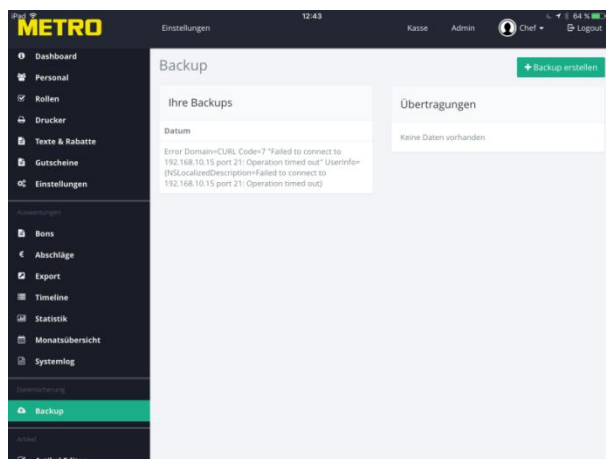 iPad
12:43
64 %
METRO
Einstellungen
Kasse
Admin
Chef
Logout
Dashboard
Personal
Rollen
Drucker
Texte & Rabatte
Gutscheine
Einstellungen
Auswertungen
Bons
Abschläge
Export
Timeline
Statistik
Monatsübersicht
Systemlog
Datensicherung
Backup
Artikel
Backup
+ Backup erstellen
Ihre Backups
Datum
Error Domain=CURL Code=7 "Failed to connect to
192.168.10.15 port 21: Operation timed out" UserInfo=
{NSLocalizedDescription=Failed to connect to
192.168.10.15 port 21: Operation timed out}
Übertragungen
Keine Daten vorhanden